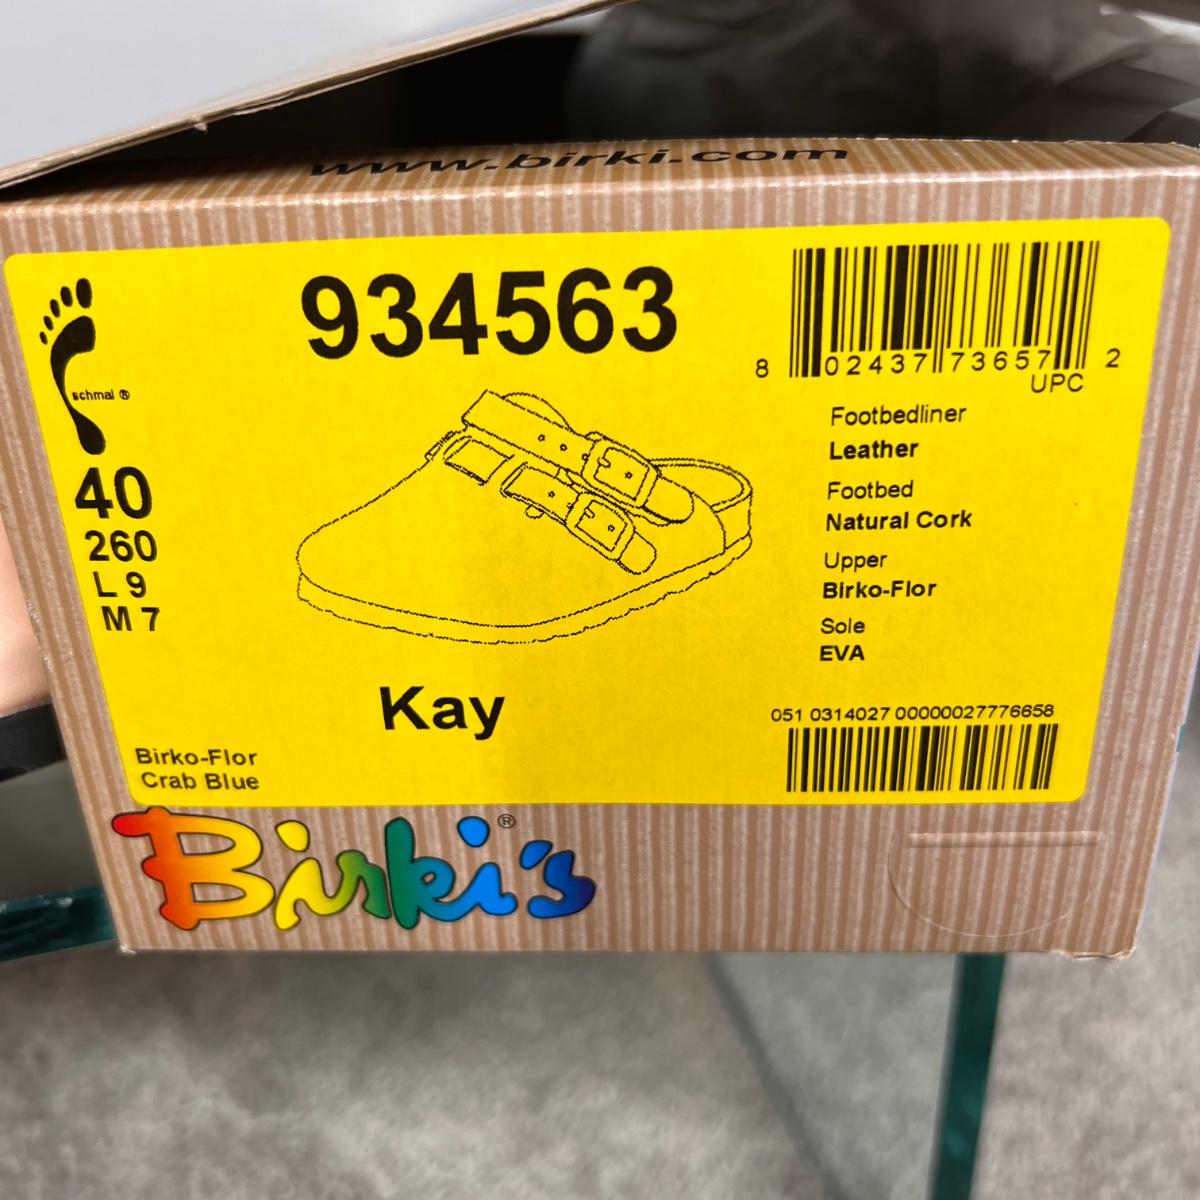 www.birki.com
934563
8 02437 73657 2
UPC
schmal ®
40
260
L 9
M 7
Footbedliner
Leather
Footbed
Natural Cork
Upper
Birko-Flor
Sole
EVA
Kay
051 0314027 00000027776658
Birko-Flor
Crab Blue
Birki's®